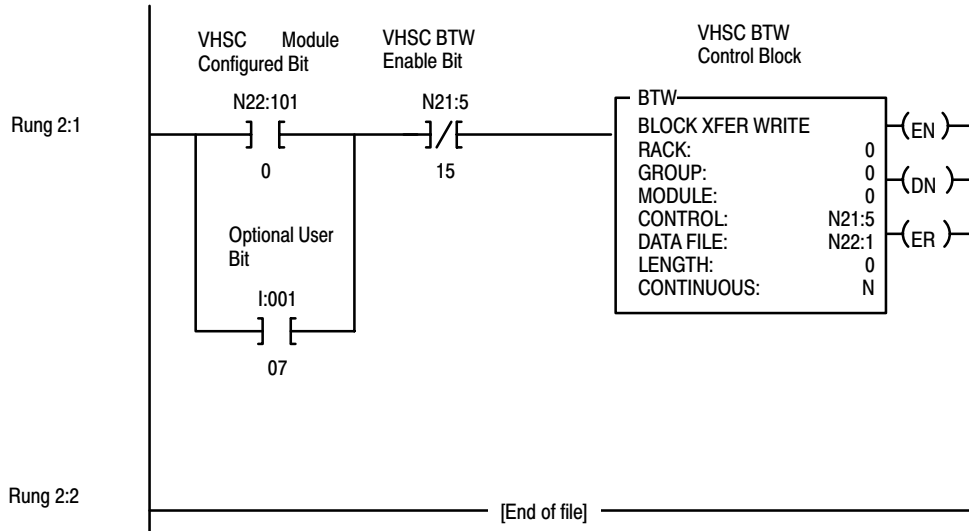 VHSC Module
Configured Bit
VHSC BTW
Enable Bit
VHSC BTW
Control Block
Rung 2:1
N22:101
] [
0
N21:5
]/[
15
Optional User
Bit
I:001
] [
07
BTW
BLOCK XFER WRITE
RACK: 0
GROUP: 0
MODULE: 0
CONTROL: N21:5
DATA FILE: N22:1
LENGTH: 0
CONTINUOUS: N
(EN)
(DN)
(ER)
Rung 2:2
[End of file]